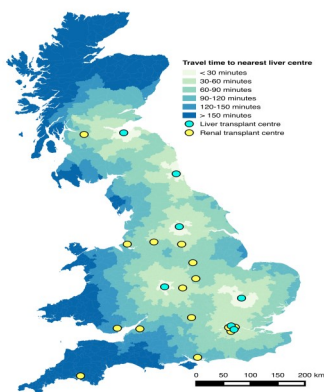 Travel time to nearest liver centre
< 30 minutes
30-60 minutes
60-90 minutes
90-120 minutes
120-150 minutes
> 150 minutes
Liver transplant centre
Renal transplant centre
0 50 100 150 200 km